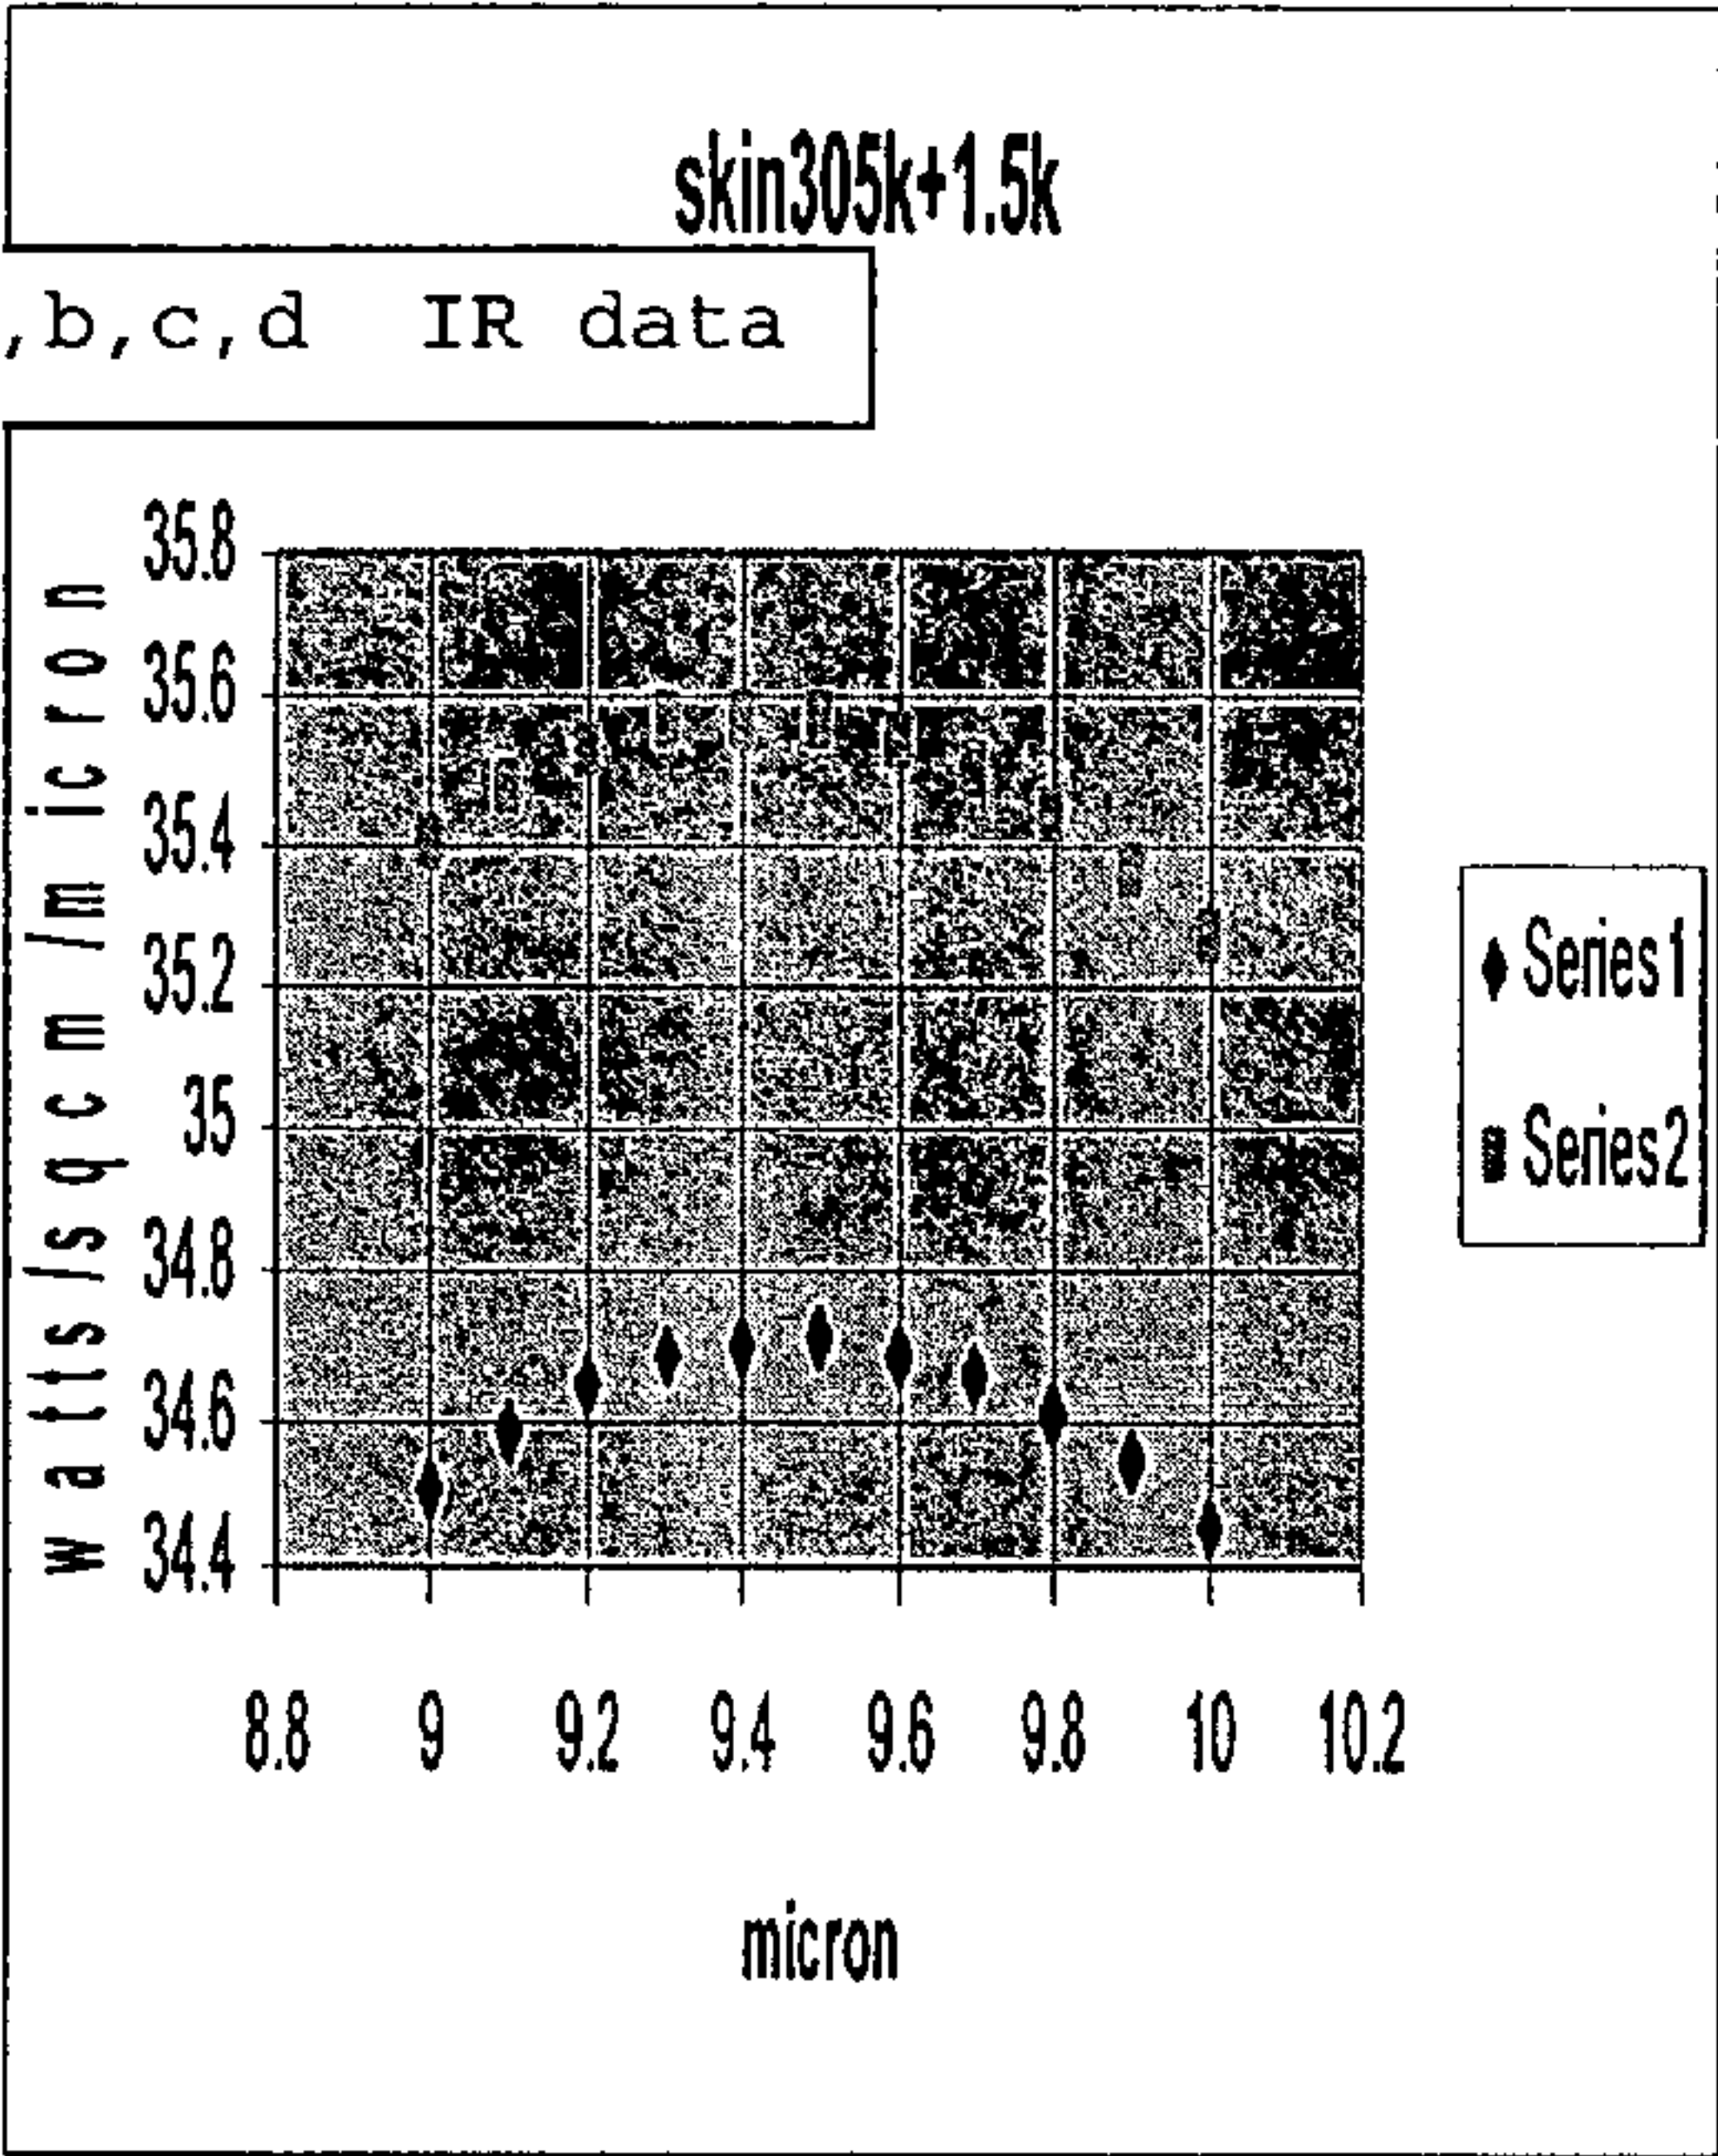 skin305k+1.5k
,b,c,d IR data
watts/sqcm/micron
35.8
35.6
35.4
35.2
35
34.8
34.6
34.4
8.8 9 9.2 9.4 9.6 9.8 10 10.2
micron
Series1
Series2